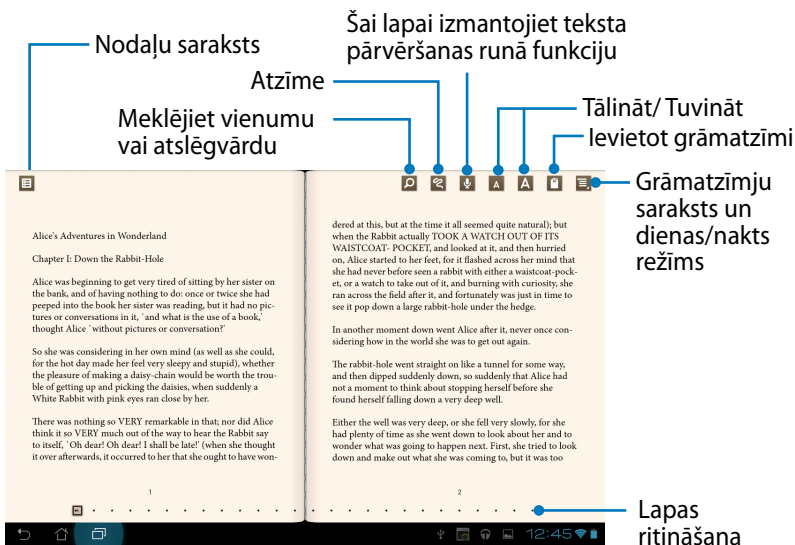 Šai lapai izmantojiet teksta
pārvēršanas runā funkciju
Nodaļu saraksts
Atzīme
Meklējiet vienumu
vai atslēgvārdu
Tālināt/ Tuvināt
Ievietot grāmatzīmi
Grāmatzīmju
saraksts un
dienas/nakts
režīms
A
A
Alice's Adventures in Wonderland
Chapter I: Down the Rabbit-Hole
Alice was beginning to get very tired of sitting by her sister on
the bank, and of having nothing to do: once or twice she had
peeped into the book her sister was reading, but it had no pic-
tures or conversations in it, `and what is the use of a book,'
thought Alice `without pictures or conversation?'
So she was considering in her own mind (as well as she could,
for the hot day made her feel very sleepy and stupid), whether
the pleasure of making a daisy-chain would be worth the trou-
ble of getting up and picking the daisies, when suddenly a
White Rabbit with pink eyes ran close by her.
There was nothing so VERY remarkable in that; nor did Alice
think it so VERY much out of the way to hear the Rabbit say
to itself, `Oh dear! Oh dear! I shall be late!' (when she thought
it over afterwards, it occurred to her that she ought to have won-
1
dered at this, but at the time it all seemed quite natural); but
when the Rabbit actually TOOK A WATCH OUT OF ITS
WAISTCOAT- POCKET, and looked at it, and then hurried
on, Alice started to her feet, for it flashed across her mind that
she had never before seen a rabbit with either a waistcoat-pock-
et, or a watch to take out of it, and burning with curiosity, she
ran across the field after it, and fortunately was just in time to
see it pop down a large rabbit-hole under the hedge.
In another moment down went Alice after it, never once con-
sidering how in the world she was to get out again.
The rabbit-hole went straight on like a tunnel for some way,
and then dipped suddenly down, so suddenly that Alice had
not a moment to think about stopping herself before she
found herself falling down a very deep well.
Either the well was very deep, or she fell very slowly, for she
had plenty of time as she went down to look about her and to
wonder what was going to happen next. First, she tried to look
down and make out what she was coming to, but it was too
2
Lapas
ritināšana
12:45